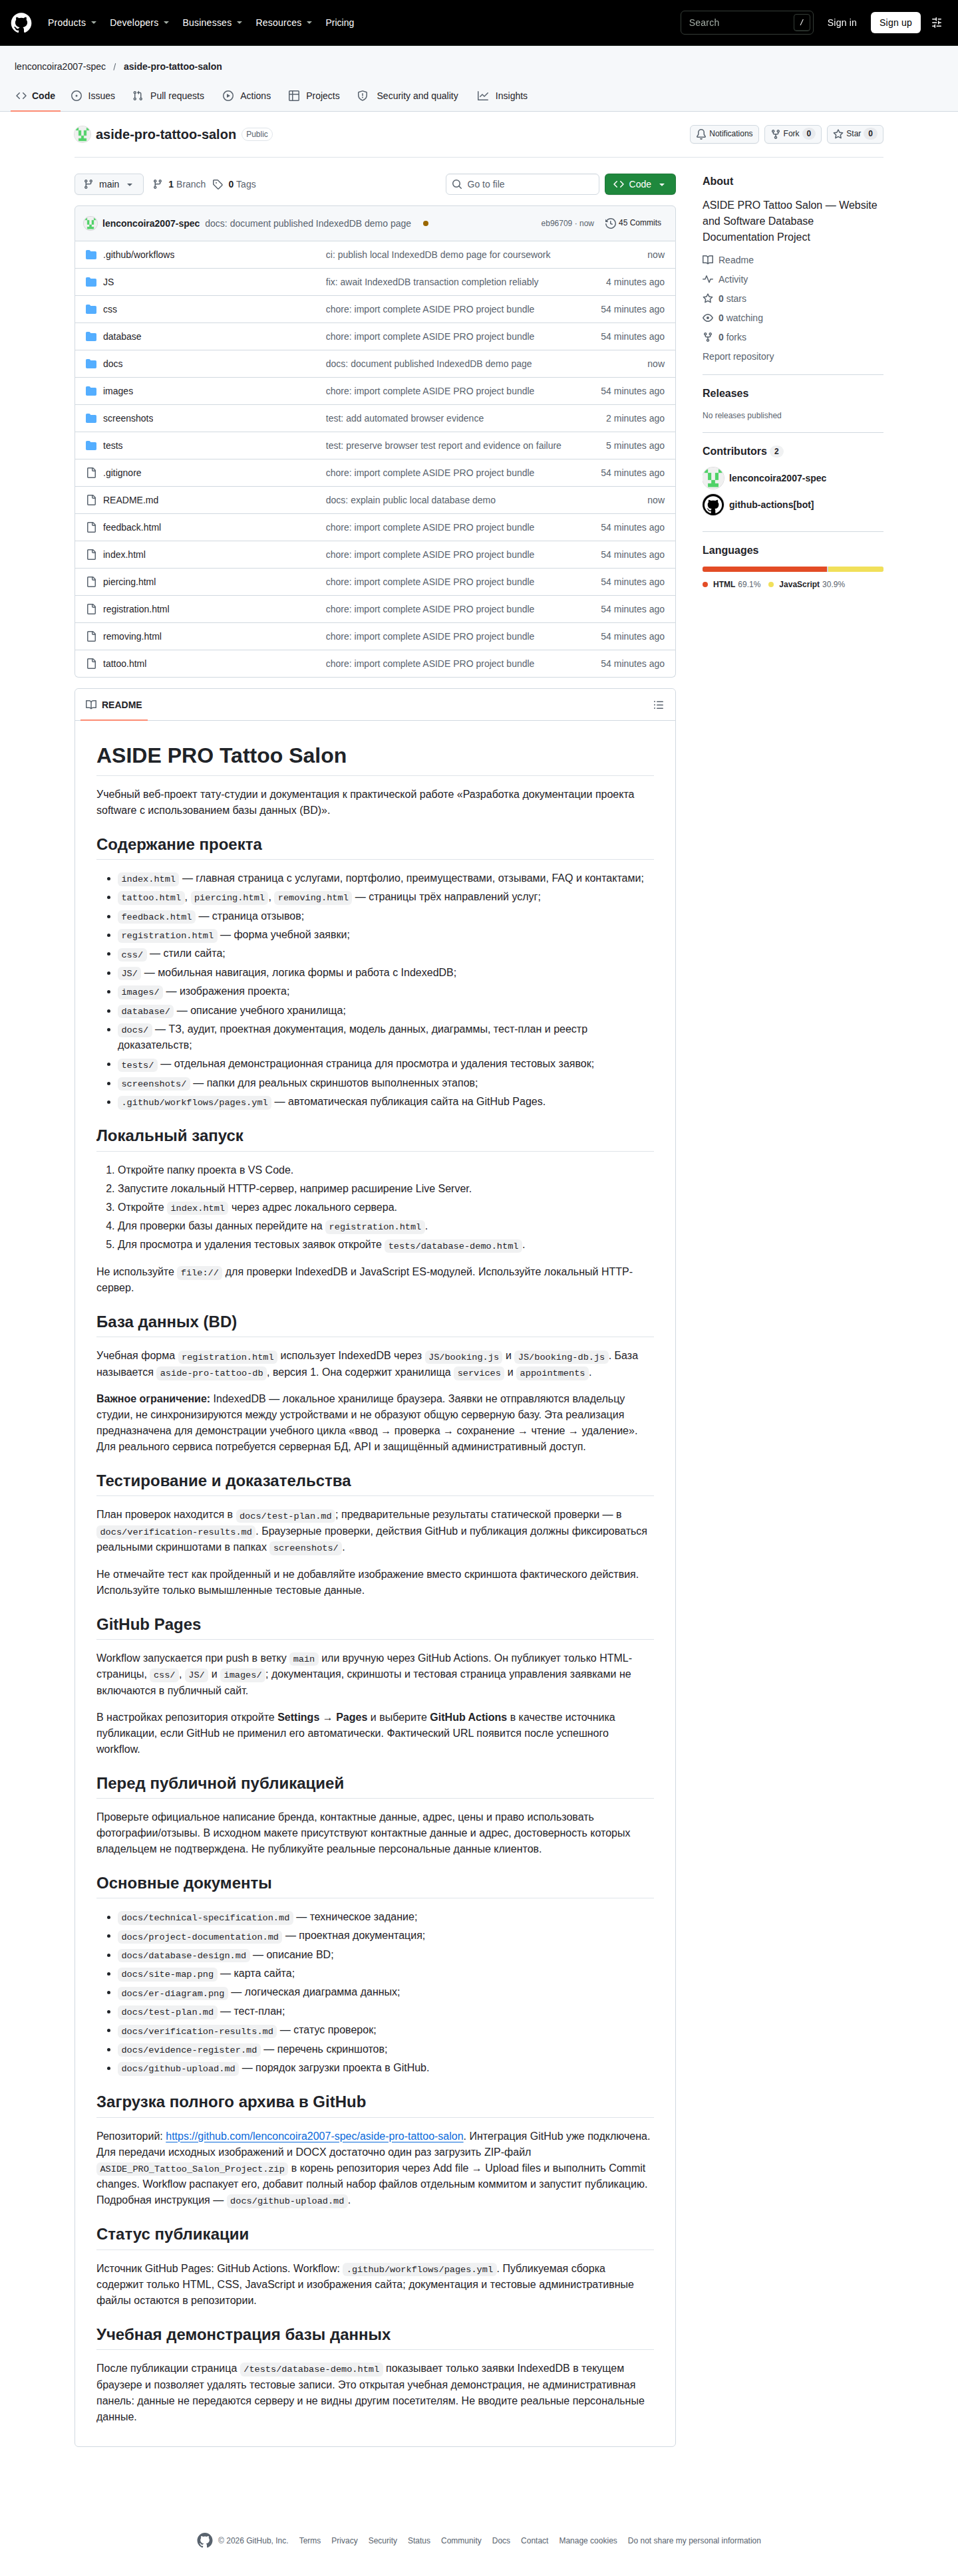 Products Developers Businesses Resources Pricing Search / Sign in Sign up
lenconcoira2007-spec / aside-pro-tattoo-salon
Code Issues Pull requests Actions Projects Security and quality Insights
aside-pro-tattoo-salon Public Notifications Fork 0 Star 0
main 1 Branch 0 Tags Go to file Code
lenconcoira2007-spec docs: document published IndexedDB demo page eb96709 · now 45 Commits
.github/workflows ci: publish local IndexedDB demo page for coursework now
JS fix: await IndexedDB transaction completion reliably 4 minutes ago
css chore: import complete ASIDE PRO project bundle 54 minutes ago
database chore: import complete ASIDE PRO project bundle 54 minutes ago
docs docs: document published IndexedDB demo page now
images chore: import complete ASIDE PRO project bundle 54 minutes ago
screenshots test: add automated browser evidence 2 minutes ago
tests test: preserve browser test report and evidence on failure 5 minutes ago
.gitignore chore: import complete ASIDE PRO project bundle 54 minutes ago
README.md docs: explain public local database demo now
feedback.html chore: import complete ASIDE PRO project bundle 54 minutes ago
index.html chore: import complete ASIDE PRO project bundle 54 minutes ago
piercing.html chore: import complete ASIDE PRO project bundle 54 minutes ago
registration.html chore: import complete ASIDE PRO project bundle 54 minutes ago
removing.html chore: import complete ASIDE PRO project bundle 54 minutes ago
tattoo.html chore: import complete ASIDE PRO project bundle 54 minutes ago
About
ASIDE PRO Tattoo Salon — Website
and Software Database
Documentation Project
Readme
Activity
0 stars
0 watching
0 forks
Report repository
Releases
No releases published
Contributors 2
lenconcoira2007-spec
github-actions[bot]
Languages
HTML 69.1% JavaScript 30.9%
README
ASIDE PRO Tattoo Salon
Учебный веб-проект тату-студии и документация к практической работе «Разработка документации проекта
software с использованием базы данных (BD)».
Содержание проекта
index.html — главная страница с услугами, портфолио, преимуществами, отзывами, FAQ и контактами;
tattoo.html, piercing.html, removing.html — страницы трёх направлений услуг;
feedback.html — страница отзывов;
registration.html — форма учебной заявки;
css/ — стили сайта;
JS/ — мобильная навигация, логика формы и работа с IndexedDB;
images/ — изображения проекта;
database/ — описание учебного хранилища;
docs/ — ТЗ, аудит, проектная документация, модель данных, диаграммы, тест-план и реестр
доказательств;
tests/ — отдельная демонстрационная страница для просмотра и удаления тестовых заявок;
screenshots/ — папки для реальных скриншотов выполненных этапов;
.github/workflows/pages.yml — автоматическая публикация сайта на GitHub Pages.
Локальный запуск
1. Откройте папку проекта в VS Code.
2. Запустите локальный HTTP-сервер, например расширение Live Server.
3. Откройте index.html через адрес локального сервера.
4. Для проверки базы данных перейдите на registration.html.
5. Для просмотра и удаления тестовых заявок откройте tests/database-demo.html.
Не используйте file:// для проверки IndexedDB и JavaScript ES-модулей. Используйте локальный HTTP-
сервер.
База данных (BD)
Учебная форма registration.html использует IndexedDB через JS/booking.js и JS/booking-db.js. База
называется aside-pro-tattoo-db, версия 1. Она содержит хранилища services и appointments.
Важное ограничение: IndexedDB — локальное хранилище браузера. Заявки не отправляются владельцу
студии, не синхронизируются между устройствами и не образуют общую серверную базу. Эта реализация
предназначена для демонстрации учебного цикла «ввод → проверка → сохранение → чтение → удаление».
Для реального сервиса потребуется серверная БД, API и защищённый административный доступ.
Тестирование и доказательства
План проверок находится в docs/test-plan.md; предварительные результаты статической проверки — в
docs/verification-results.md. Браузерные проверки, действия GitHub и публикация должны фиксироваться
реальными скриншотами в папках screenshots/.
Не отмечайте тест как пройденный и не добавляйте изображение вместо скриншота фактического действия.
Используйте только вымышленные тестовые данные.
GitHub Pages
Workflow запускается при push в ветку main или вручную через GitHub Actions. Он публикует только HTML-
страницы, css/, JS/ и images/; документация, скриншоты и тестовая страница управления заявками не
включаются в публичный сайт.
В настройках репозитория откройте Settings → Pages и выберите GitHub Actions в качестве источника
публикации, если GitHub не применил его автоматически. Фактический URL появится после успешного
workflow.
Перед публичной публикацией
Проверьте официальное написание бренда, контактные данные, адрес, цены и право использовать
фотографии/отзывы. В исходном макете присутствуют контактные данные и адрес, достоверность которых
владельцем не подтверждена. Не публикуйте реальные персональные данные клиентов.
Основные документы
docs/technical-specification.md — техническое задание;
docs/project-documentation.md — проектная документация;
docs/database-design.md — описание BD;
docs/site-map.png — карта сайта;
docs/er-diagram.png — логическая диаграмма данных;
docs/test-plan.md — тест-план;
docs/verification-results.md — статус проверок;
docs/evidence-register.md — перечень скриншотов;
docs/github-upload.md — порядок загрузки проекта в GitHub.
Загрузка полного архива в GitHub
Репозиторий: https://github.com/lenconcoira2007-spec/aside-pro-tattoo-salon. Интеграция GitHub уже подключена.
Для передачи исходных изображений и DOCX достаточно один раз загрузить ZIP-файл
ASIDE_PRO_Tattoo_Salon_Project.zip в корень репозитория через Add file → Upload files и выполнить Commit
changes. Workflow распакует его, добавит полный набор файлов отдельным коммитом и запустит публикацию.
Подробная инструкция — docs/github-upload.md.
Статус публикации
Источник GitHub Pages: GitHub Actions. Workflow: .github/workflows/pages.yml. Публикуемая сборка
содержит только HTML, CSS, JavaScript и изображения сайта; документация и тестовые административные
файлы остаются в репозитории.
Учебная демонстрация базы данных
После публикации страница /tests/database-demo.html показывает только заявки IndexedDB в текущем
браузере и позволяет удалять тестовые записи. Это открытая учебная демонстрация, не административная
панель: данные не передаются серверу и не видны другим посетителям. Не вводите реальные персональные
данные.
© 2026 GitHub, Inc. Terms Privacy Security Status Community Docs Contact Manage cookies Do not share my personal information